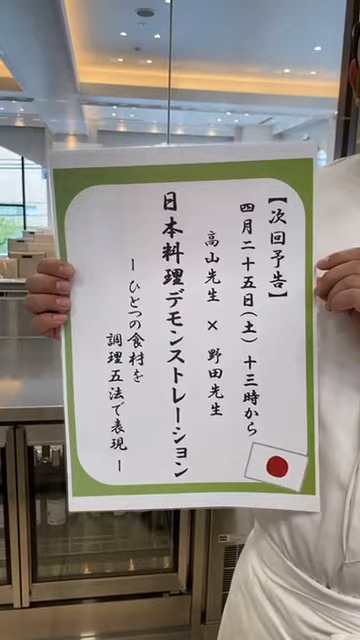 【次回予告】
四月二十五日(土) 十三時から
高山先生 × 野田先生
日本料理デモンストレーション
ー ひとつの食材を
調理五法で表現 ー